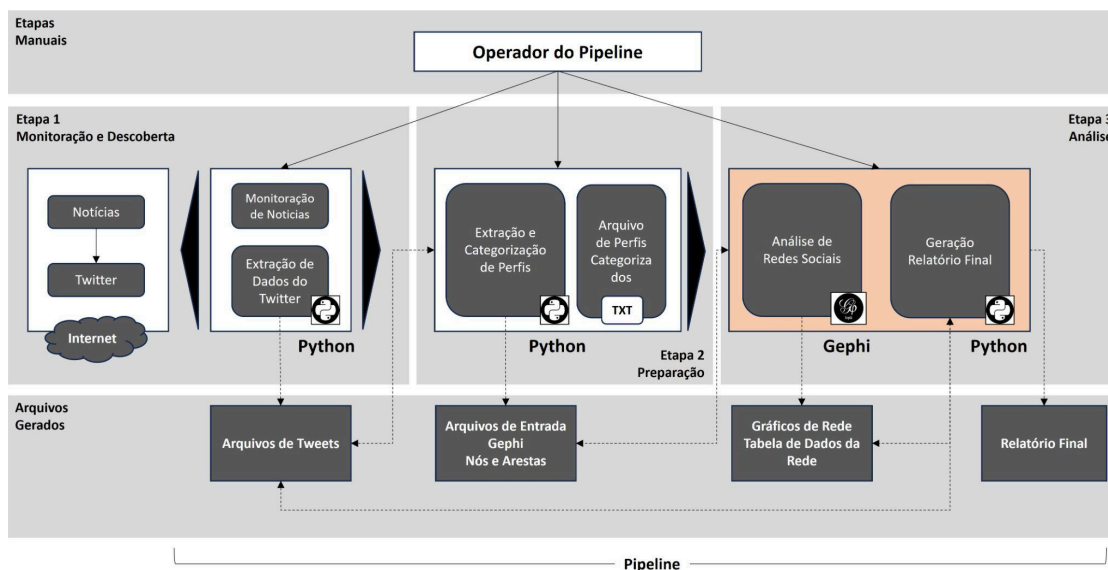 Etapas
Manuais
Operador do Pipeline
Etapa 1
Monitoração e Descoberta
Notícias
Twitter
Internet
Monitoração
de Noticias
Extração de
Dados do
Twitter
Python
Extração e
Categorização
de Perfis
Arquivo
de Perfis
Categoriza
dos
TXT
Python
Etapa 2
Preparação
Etapa 3
Análise
Análise de
Redes Sociais
Geração
Relatório Final
Gephi
Python
Arquivos
Gerados
Arquivos de Tweets
Arquivos de Entrada
Gephi
Nós e Arestas
Gráficos de Rede
Tabela de Dados da
Rede
Relatório Final
Pipeline